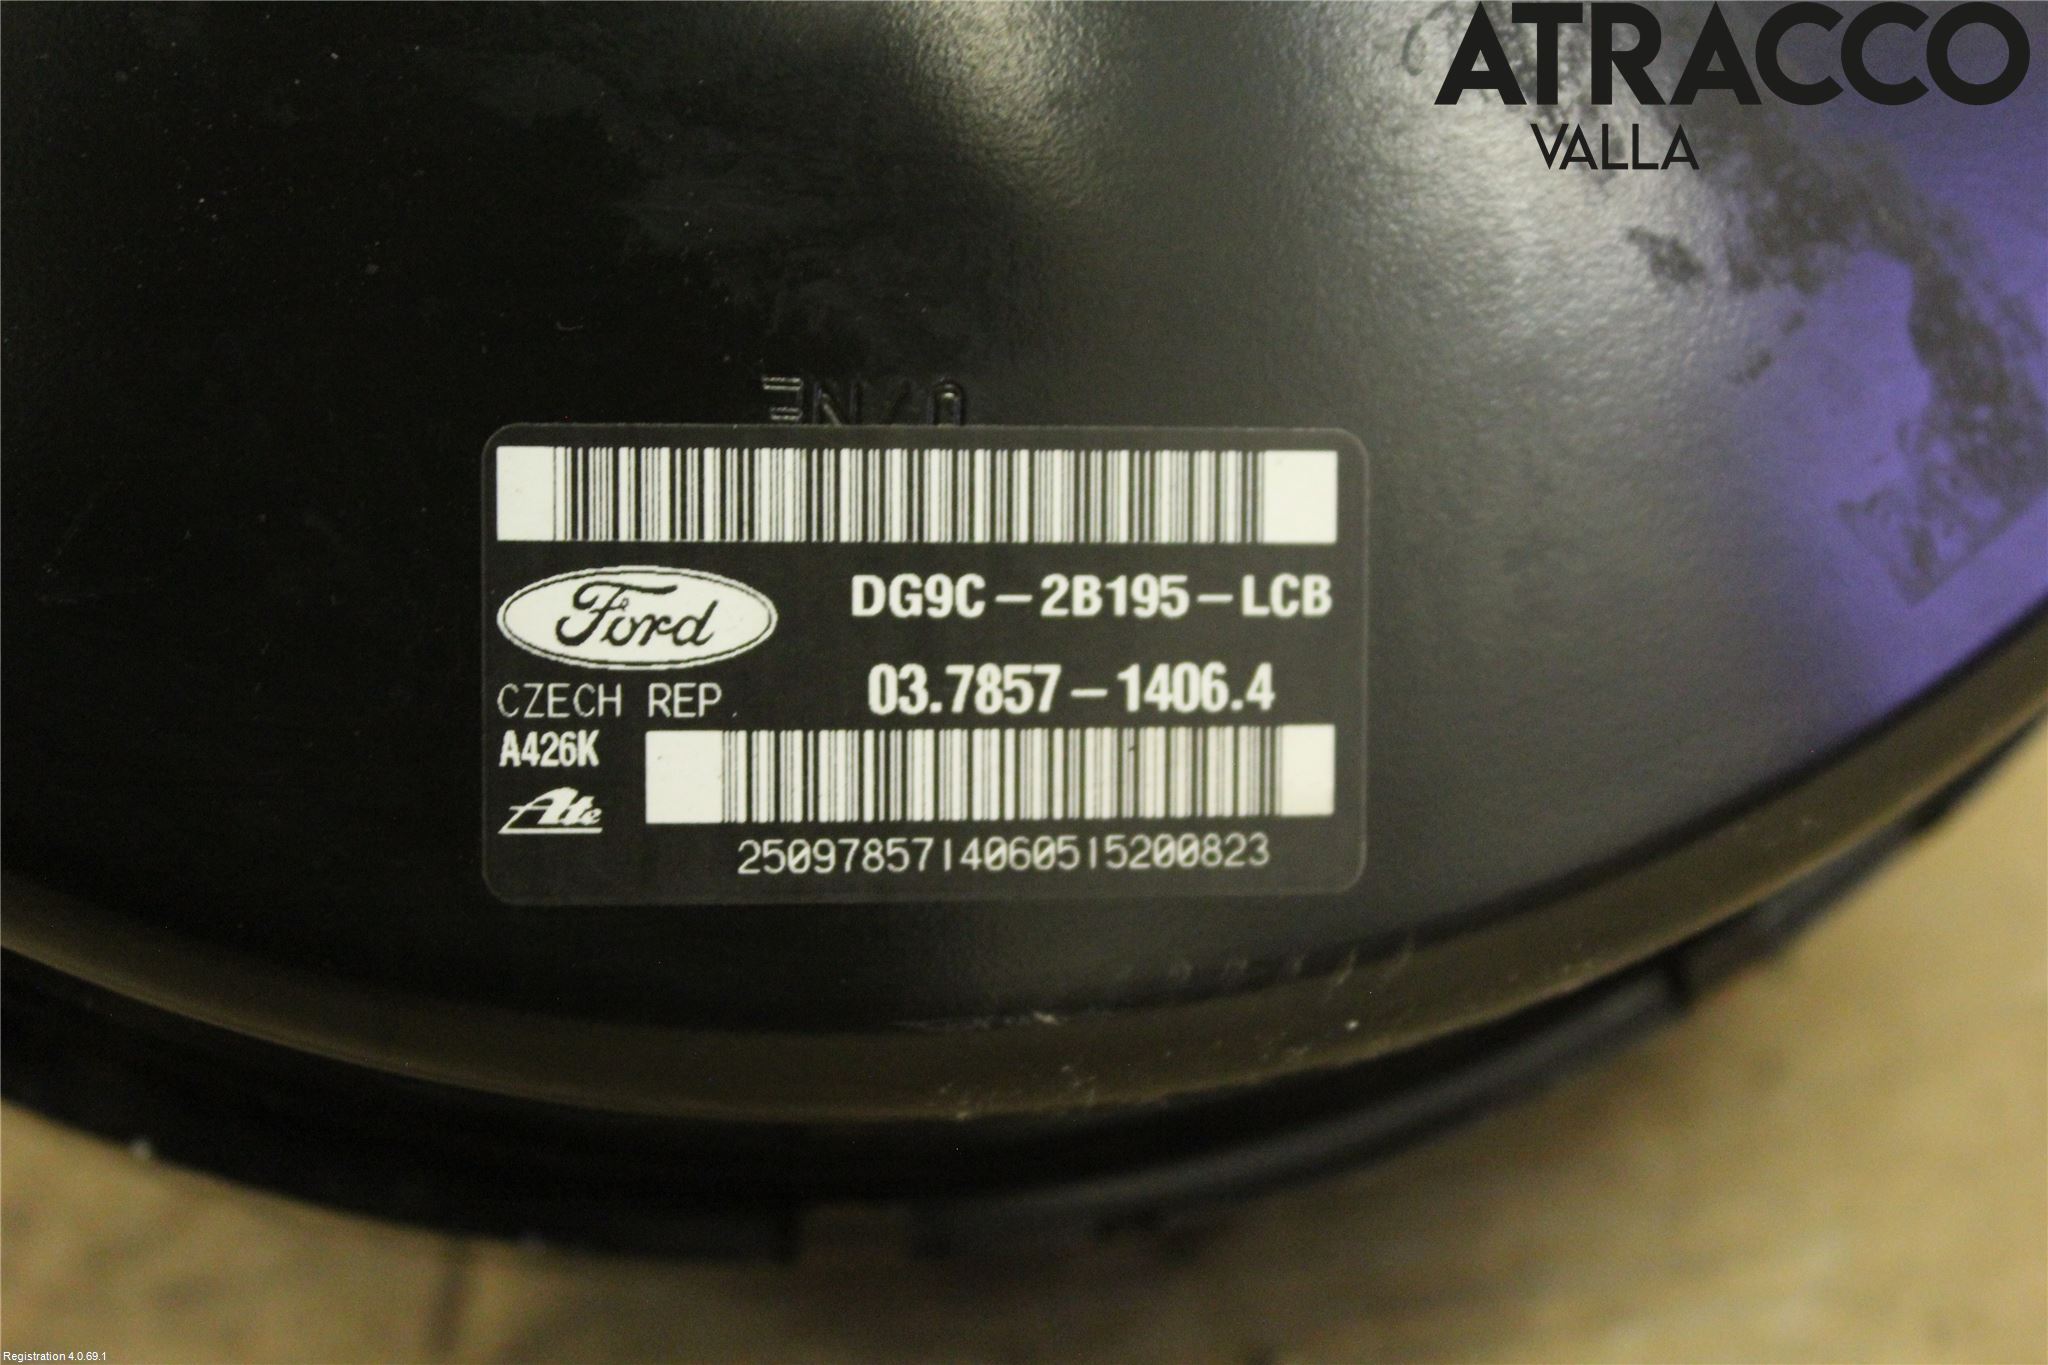 ATRACCO
VALLA
Ford
DG9C-2B195-LCB
CZECH REP.
03.7857-1406.4
A426K
Ate
2509785714060515200823
Registration 4.0.69.1